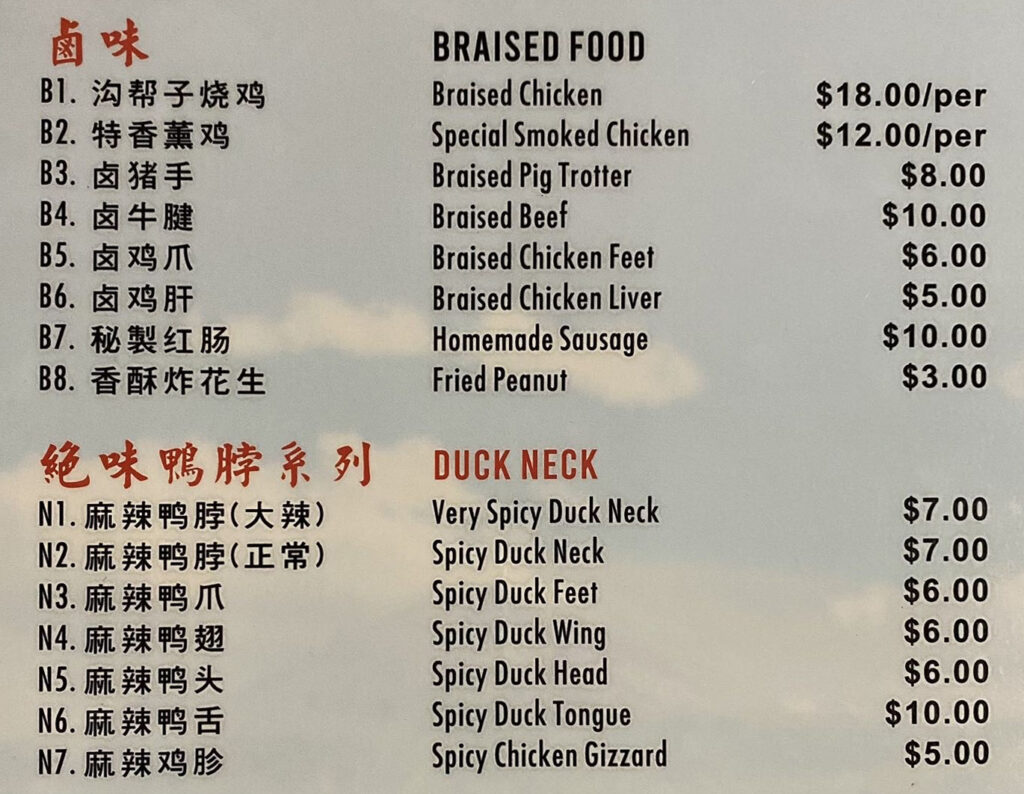 鹵味 BRAISED FOOD
B1. 沟帮子烧鸡 Braised Chicken $18.00/per
B2. 特香薰鸡 Special Smoked Chicken $12.00/per
B3. 卤猪手 Braised Pig Trotter $8.00
B4. 卤牛腱 Braised Beef $10.00
B5. 卤鸡爪 Braised Chicken Feet $6.00
B6. 卤鸡肝 Braised Chicken Liver $5.00
B7. 秘製红肠 Homemade Sausage $10.00
B8. 香酥炸花生 Fried Peanut $3.00
絕味鴨脖系列 DUCK NECK
N1. 麻辣鸭脖(大辣) Very Spicy Duck Neck $7.00
N2. 麻辣鸭脖(正常) Spicy Duck Neck $7.00
N3. 麻辣鸭爪 Spicy Duck Feet $6.00
N4. 麻辣鸭翅 Spicy Duck Wing $6.00
N5. 麻辣鸭头 Spicy Duck Head $6.00
N6. 麻辣鸭舌 Spicy Duck Tongue $10.00
N7. 麻辣鸡胗 Spicy Chicken Gizzard $5.00